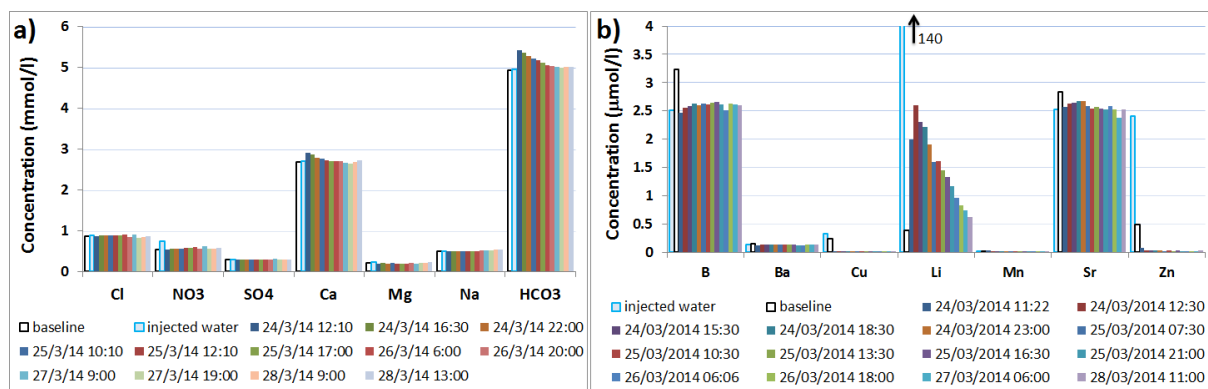 a)
Concentration (mmol/l)
6
5
4
3
2
1
0
Cl NO3 SO4 Ca Mg Na HCO3
baseline injected water 24/3/14 12:10 24/3/14 16:30 24/3/14 22:00
25/3/14 10:10 25/3/14 12:10 25/3/14 17:00 26/3/14 6:00 26/3/14 20:00
27/3/14 9:00 27/3/14 19:00 28/3/14 9:00 28/3/14 13:00
b)
Concentration (µmol/l)
4
3.5
3
2.5
2
1.5
1
0.5
0
140
B Ba Cu Li Mn Sr Zn
injected water baseline 24/03/2014 11:22 24/03/2014 12:30
24/03/2014 15:30 24/03/2014 18:30 24/03/2014 23:00 25/03/2014 07:30
25/03/2014 10:30 25/03/2014 13:30 25/03/2014 16:30 25/03/2014 21:00
26/03/2014 06:06 26/03/2014 18:00 27/03/2014 06:00 28/03/2014 11:00